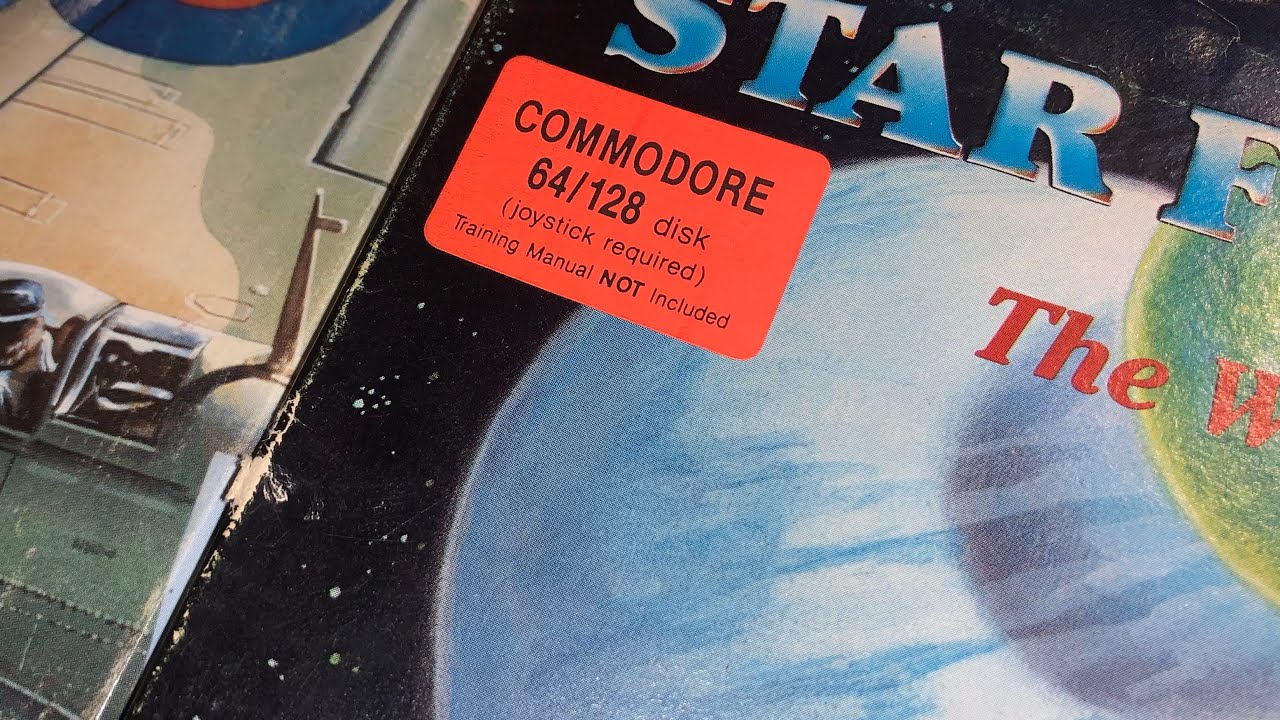 STAR F
COMMODORE
64/128 disk
(joystick required)
Training Manual NOT Included
The W